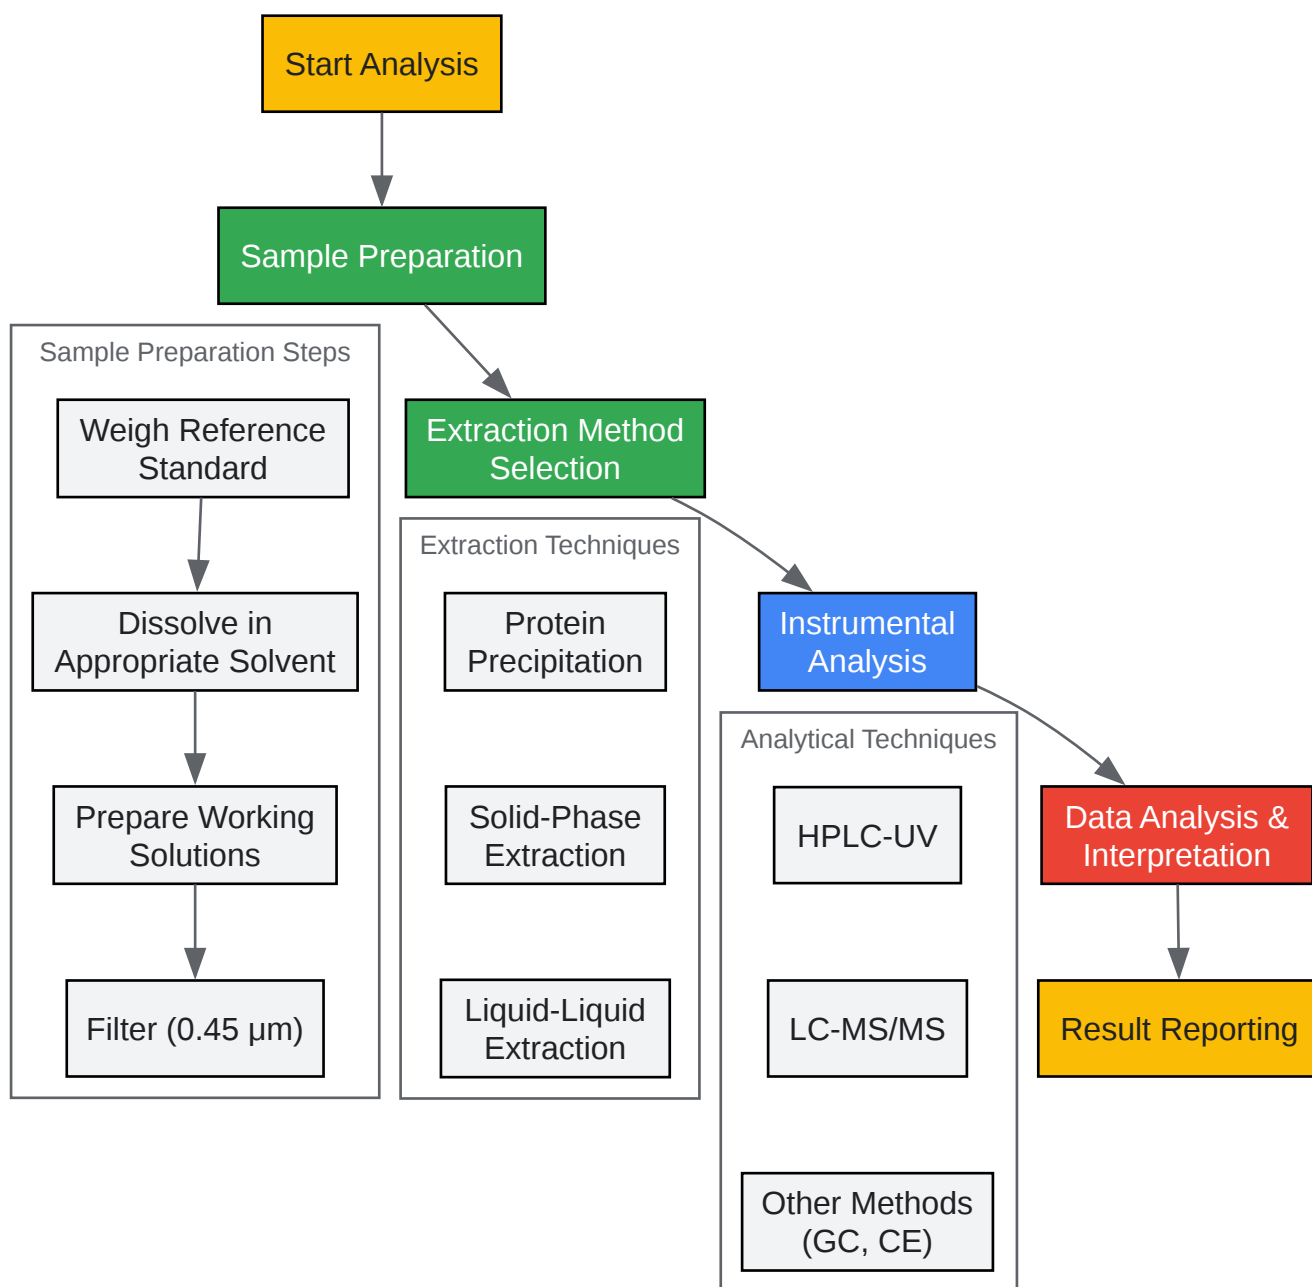 Start Analysis
Sample Preparation
Sample Preparation Steps
Weigh Reference
Standard
Dissolve in
Appropriate Solvent
Prepare Working
Solutions
Filter (0.45 μm)
Extraction Method
Selection
Extraction Techniques
Protein
Precipitation
Solid-Phase
Extraction
Liquid-Liquid
Extraction
Instrumental
Analysis
Analytical Techniques
HPLC-UV
LC-MS/MS
Other Methods
(GC, CE)
Data Analysis &
Interpretation
Result Reporting